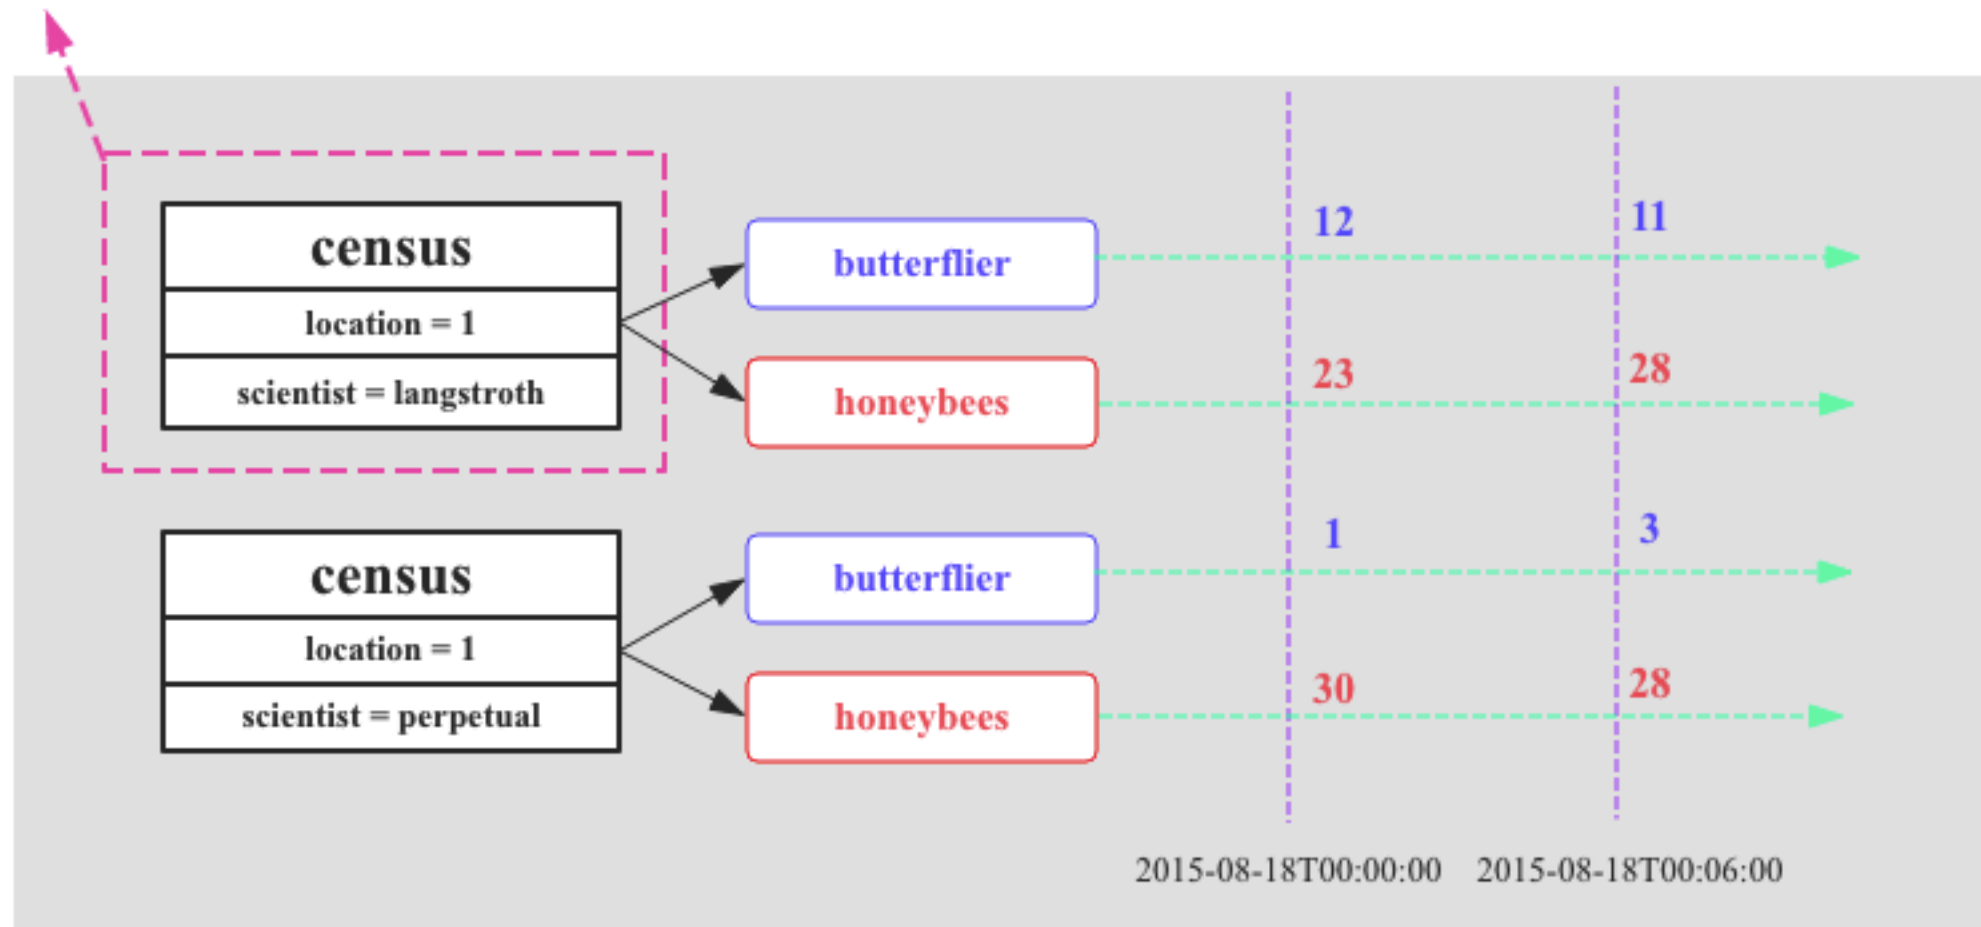 census
location = 1
scientist = langstroth
butterflier
12
11
honeybees
23
28
census
location = 1
scientist = perpetual
butterflier
1
3
honeybees
30
28
2015-08-18T00:00:00
2015-08-18T00:06:00